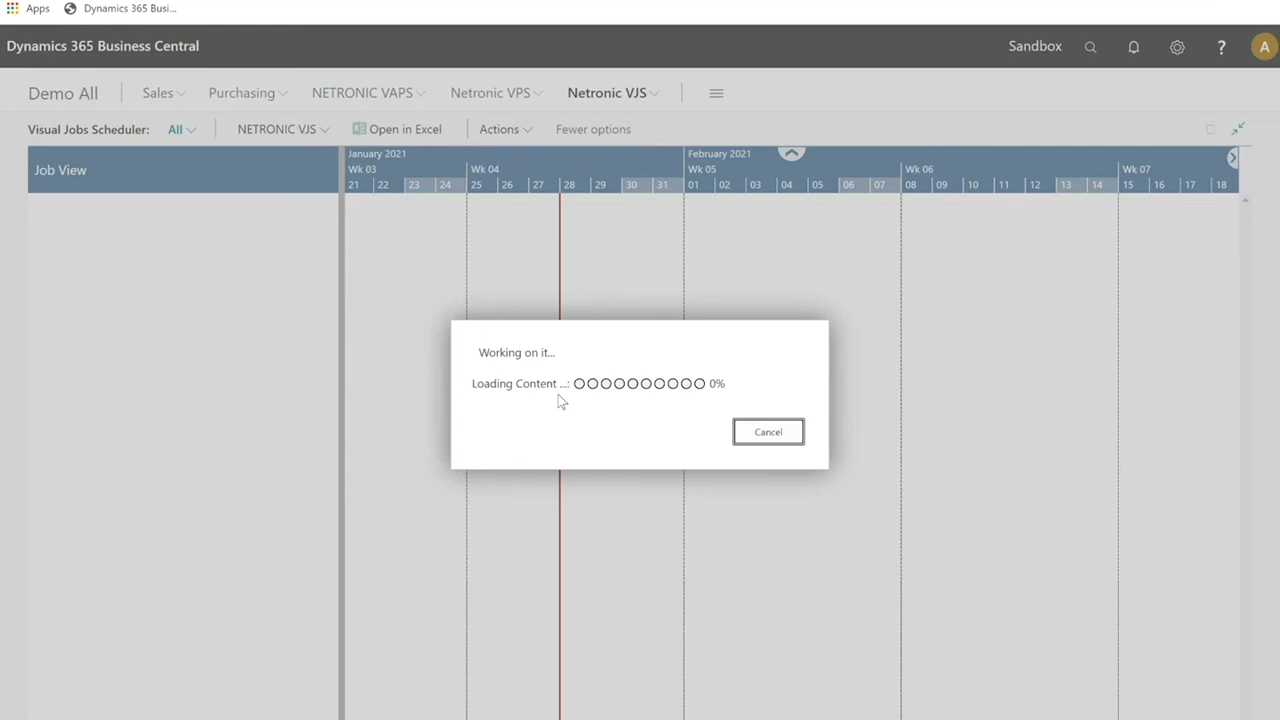 Apps Dynamics 365 Busi...
Dynamics 365 Business Central Sandbox ? A
Demo All Sales Purchasing NETRONIC VAPS Netronic VPS Netronic VJS
Visual Jobs Scheduler: All NETRONIC VJS Open in Excel Actions Fewer options
January 2021 February 2021
Job View Wk 03 Wk 04 Wk 05 Wk 06 Wk 07
21 22 23 24 25 26 27 28 29 30 31 01 02 03 04 05 06 07 08 09 10 11 12 13 14 15 16 17 18
Working on it...
Loading Content ...: 0%
Cancel